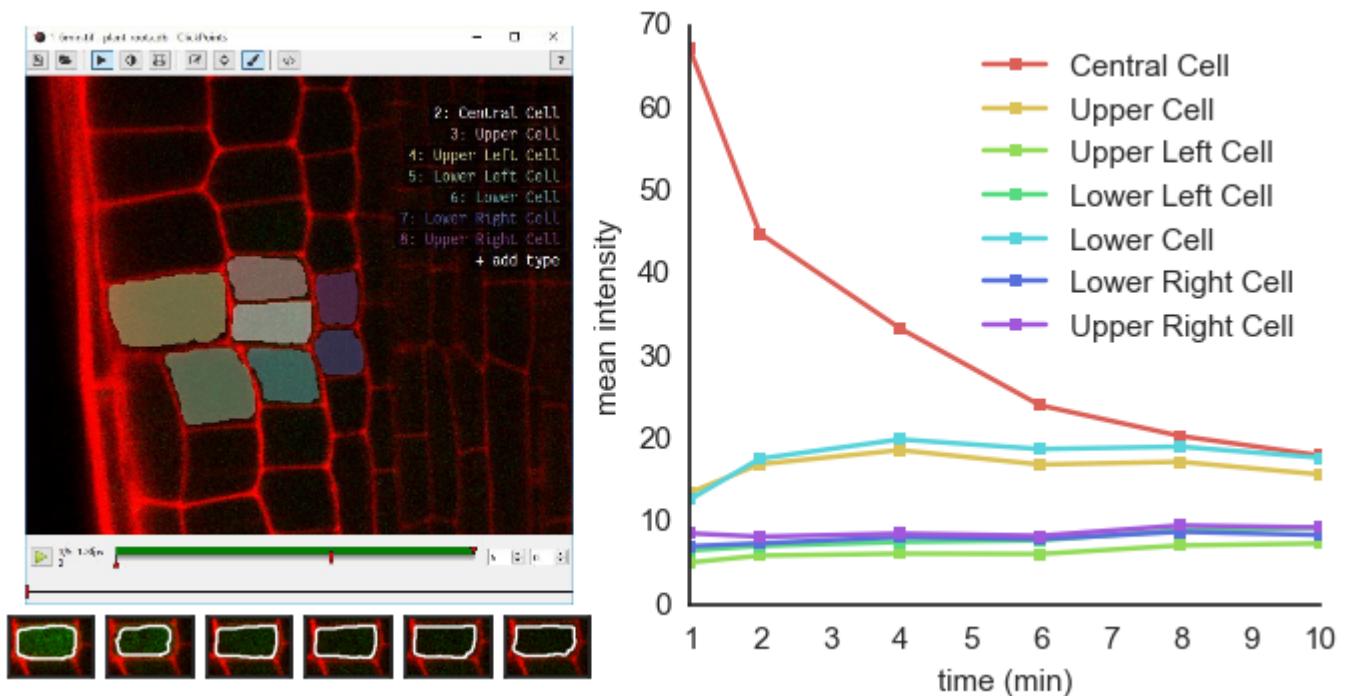 plant_roots.cdb - ClickPoints
?
2: Central Cell
3: Upper Cell
4: Upper Left Cell
5: Lower Left Cell
6: Lower Cell
7: Lower Right Cell
8: Upper Right Cell
+ add type
70
60
50
40
30
20
10
0
mean intensity
1 2 3 4 5 6 7 8 9 10
time (min)
Central Cell
Upper Cell
Upper Left Cell
Lower Left Cell
Lower Cell
Lower Right Cell
Upper Right Cell